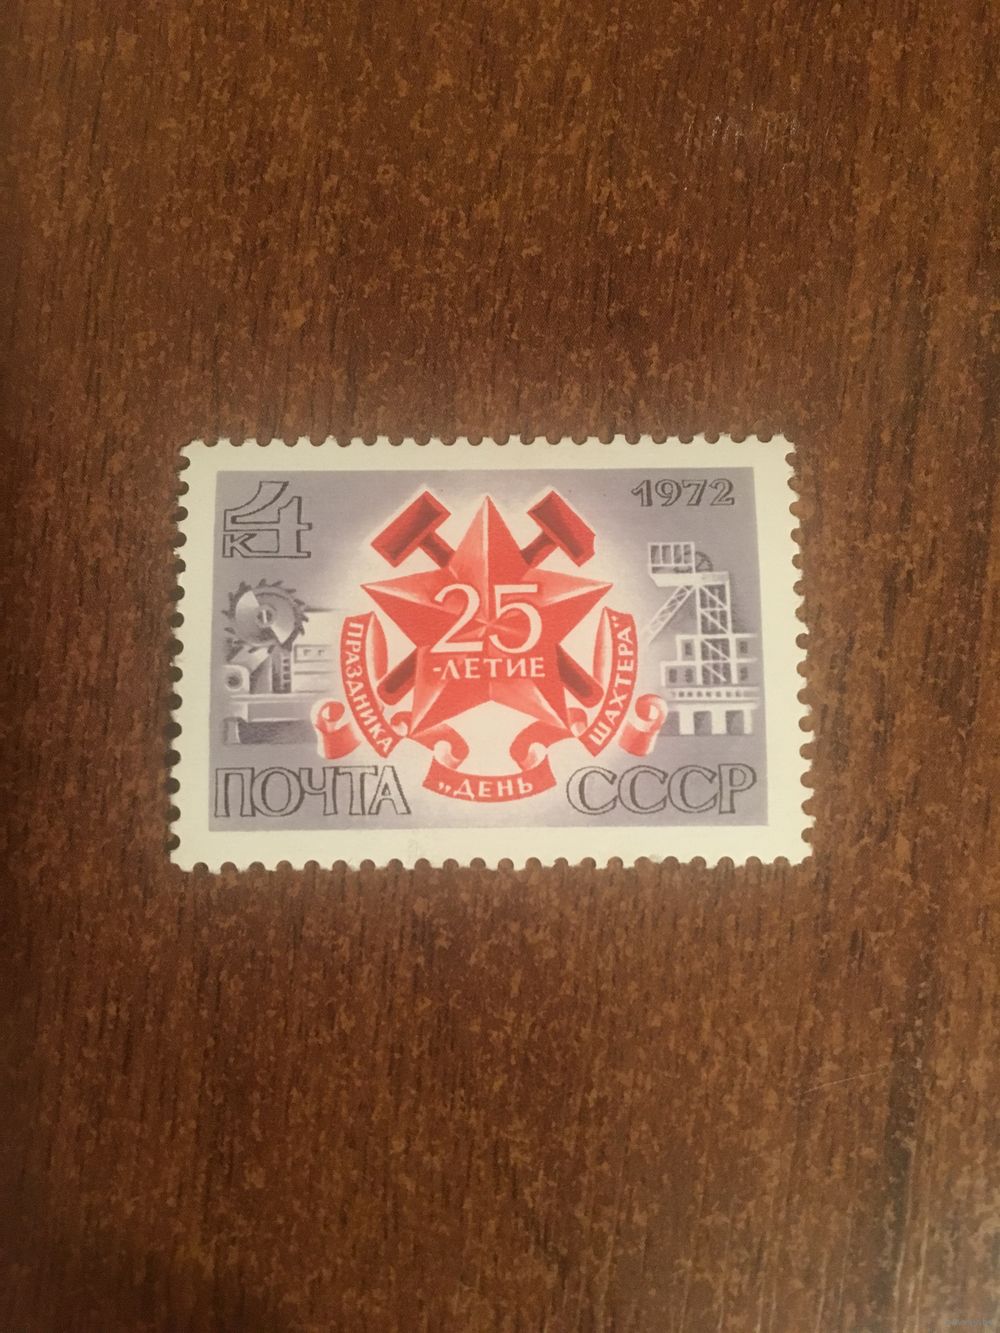 4 К
1972
25
-ЛЕТИЕ
ПРАЗДНИКА
„ДЕНЬ
ШАХТЕРА"
ПОЧТА СССР